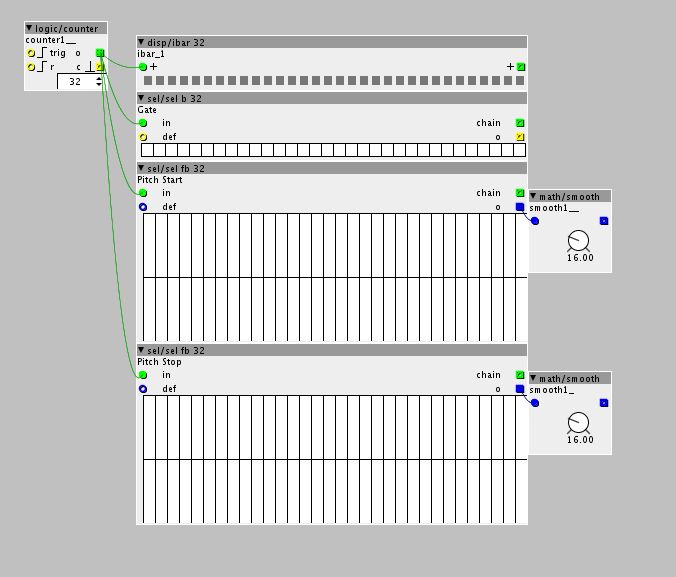 logic/counter
counter1__
trig o
r c
32
disp/ibar 32
ibar_1
+ +
sel/sel b 32
Gate
in chain
def o
sel/sel fb 32
Pitch Start
in chain
def o
math/smooth
smooth1__
16.00
sel/sel fb 32
Pitch Stop
in chain
def o
math/smooth
smooth1_
16.00